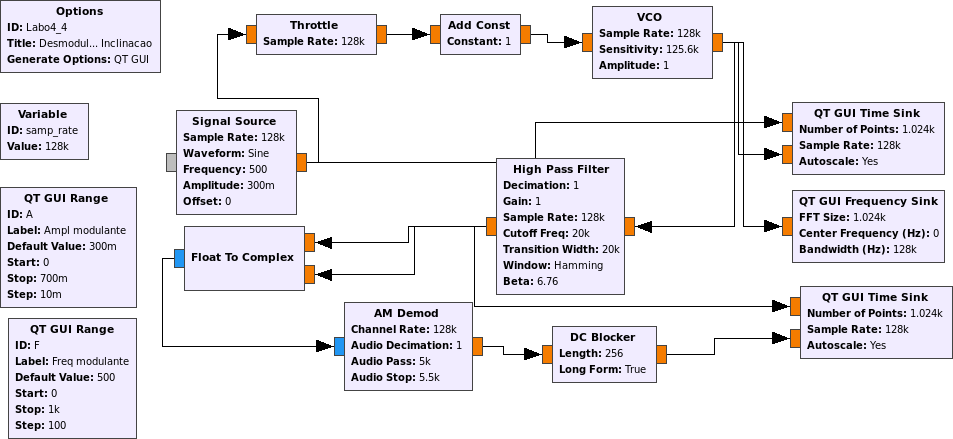 Options
ID: Labo4_4
Title: Desmodul... Inclinacao
Generate Options: QT GUI
Variable
ID: samp_rate
Value: 128k
QT GUI Range
ID: A
Label: Ampl modulante
Default Value: 300m
Start: 0
Stop: 700m
Step: 10m
QT GUI Range
ID: F
Label: Freq modulante
Default Value: 500
Start: 0
Stop: 1k
Step: 100
Throttle
Sample Rate: 128k
Add Const
Constant: 1
VCO
Sample Rate: 128k
Sensitivity: 125.6k
Amplitude: 1
Signal Source
Sample Rate: 128k
Waveform: Sine
Frequency: 500
Amplitude: 300m
Offset: 0
QT GUI Time Sink
Number of Points: 1.024k
Sample Rate: 128k
Autoscale: Yes
High Pass Filter
Decimation: 1
Gain: 1
Sample Rate: 128k
Cutoff Freq: 20k
Transition Width: 20k
Window: Hamming
Beta: 6.76
QT GUI Frequency Sink
FFT Size: 1.024k
Center Frequency (Hz): 0
Bandwidth (Hz): 128k
Float To Complex
AM Demod
Channel Rate: 128k
Audio Decimation: 1
Audio Pass: 5k
Audio Stop: 5.5k
DC Blocker
Length: 256
Long Form: True
QT GUI Time Sink
Number of Points: 1.024k
Sample Rate: 128k
Autoscale: Yes